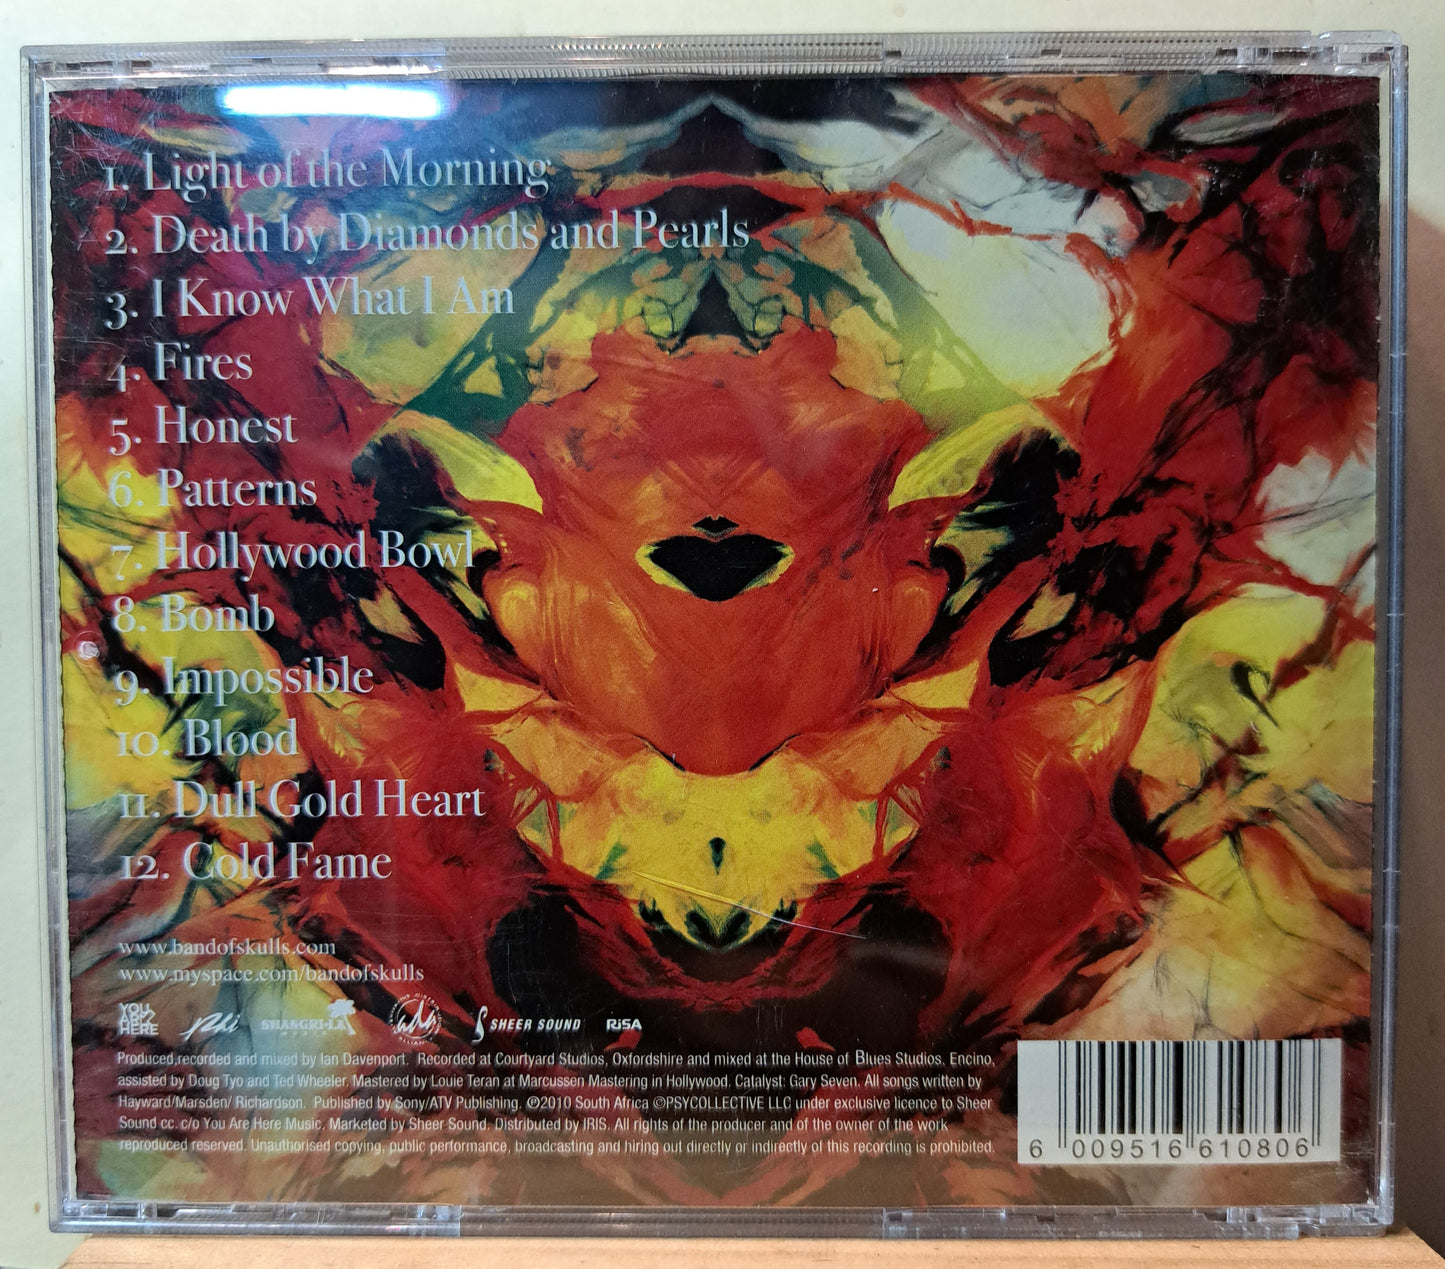 1. Light of the Morning
2. Death by Diamonds and Pearls
3. I Know What I Am
4. Fires
5. Honest
6. Patterns
7. Hollywood Bowl
8. Bomb
9. Impossible
10. Blood
11. Dull Gold Heart
12. Cold Fame
www.bandofskulls.com
www.myspace.com/bandofskulls
YOU ARE HERE Phi SHANGRI-LA MUSIC ada SHEER SOUND RiSA
Produced,recorded and mixed by Ian Davenport. Recorded at Courtyard Studios, Oxfordshire and mixed at the House of Blues Studios, Encino,
assisted by Doug Tyo and Ted Wheeler. Mastered by Louie Teran at Marcussen Mastering in Hollywood. Catalyst: Gary Seven. All songs written by
Hayward/Marsden/ Richardson. Published by Sony/ATV Publishing. ℗2010 South Africa ©PSYCOLLECTIVE LLC under exclusive licence to Sheer
Sound cc. c/o You Are Here Music. Marketed by Sheer Sound. Distributed by IRIS. All rights of the producer and of the owner of the work
reproduced reserved. Unauthorised copying, public performance, broadcasting and hiring out directly or indirectly of this recording is prohibited.
6 009516 610806